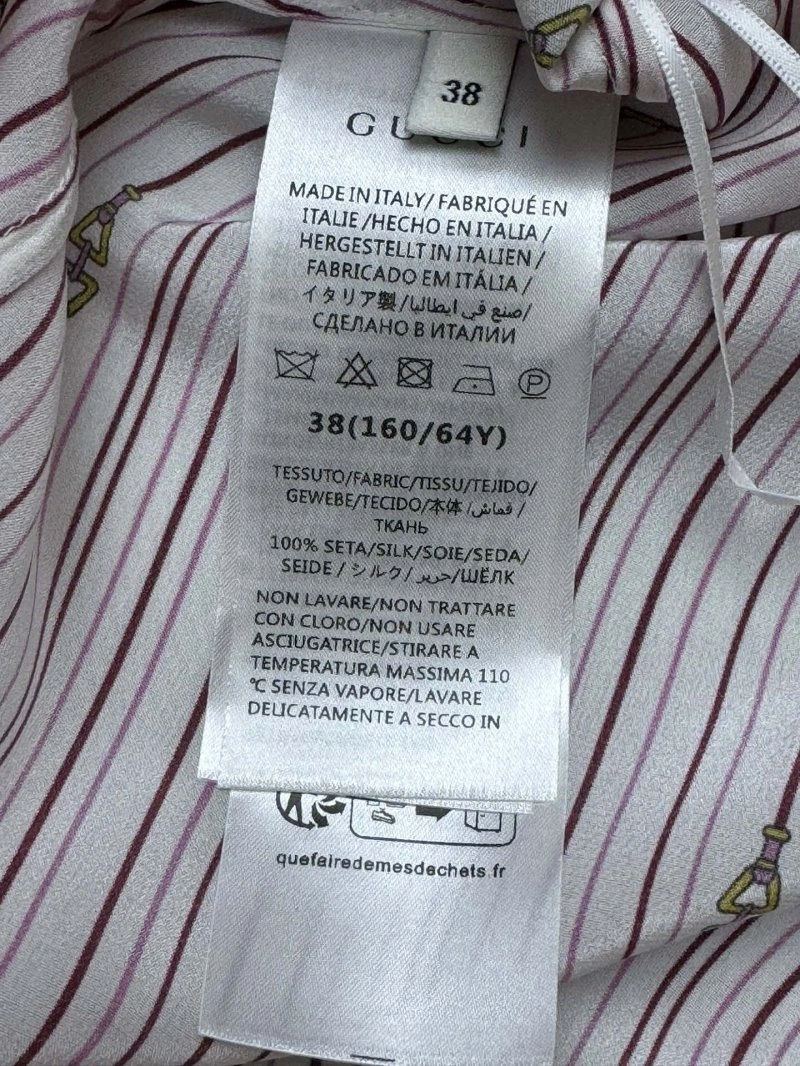 38
GUCCI
MADE IN ITALY/ FABRIQUÉ EN
ITALIE /HECHO EN ITALIA /
HERGESTELLT IN ITALIEN /
FABRICADO EM ITÁLIA /
イタリア製 /صنع في ايطاليا/
СДЕЛАНО В ИТАЛИИ
P
38(160/64Y)
TESSUTO/FABRIC/TISSU/TEJIDO/
GEWEBE/TECIDO/本体 /قماش /
ТКАНЬ
100% SETA/SILK/SOIE/SEDA/
SEIDE / シルク/ حرير/ШЁЛК
NON LAVARE/NON TRATTARE
CON CLORO/NON USARE
ASCIUGATRICE/STIRARE A
TEMPERATURA MASSIMA 110
°C SENZA VAPORE/LAVARE
DELICATAMENTE A SECCO IN
quefairedemesdechets.fr